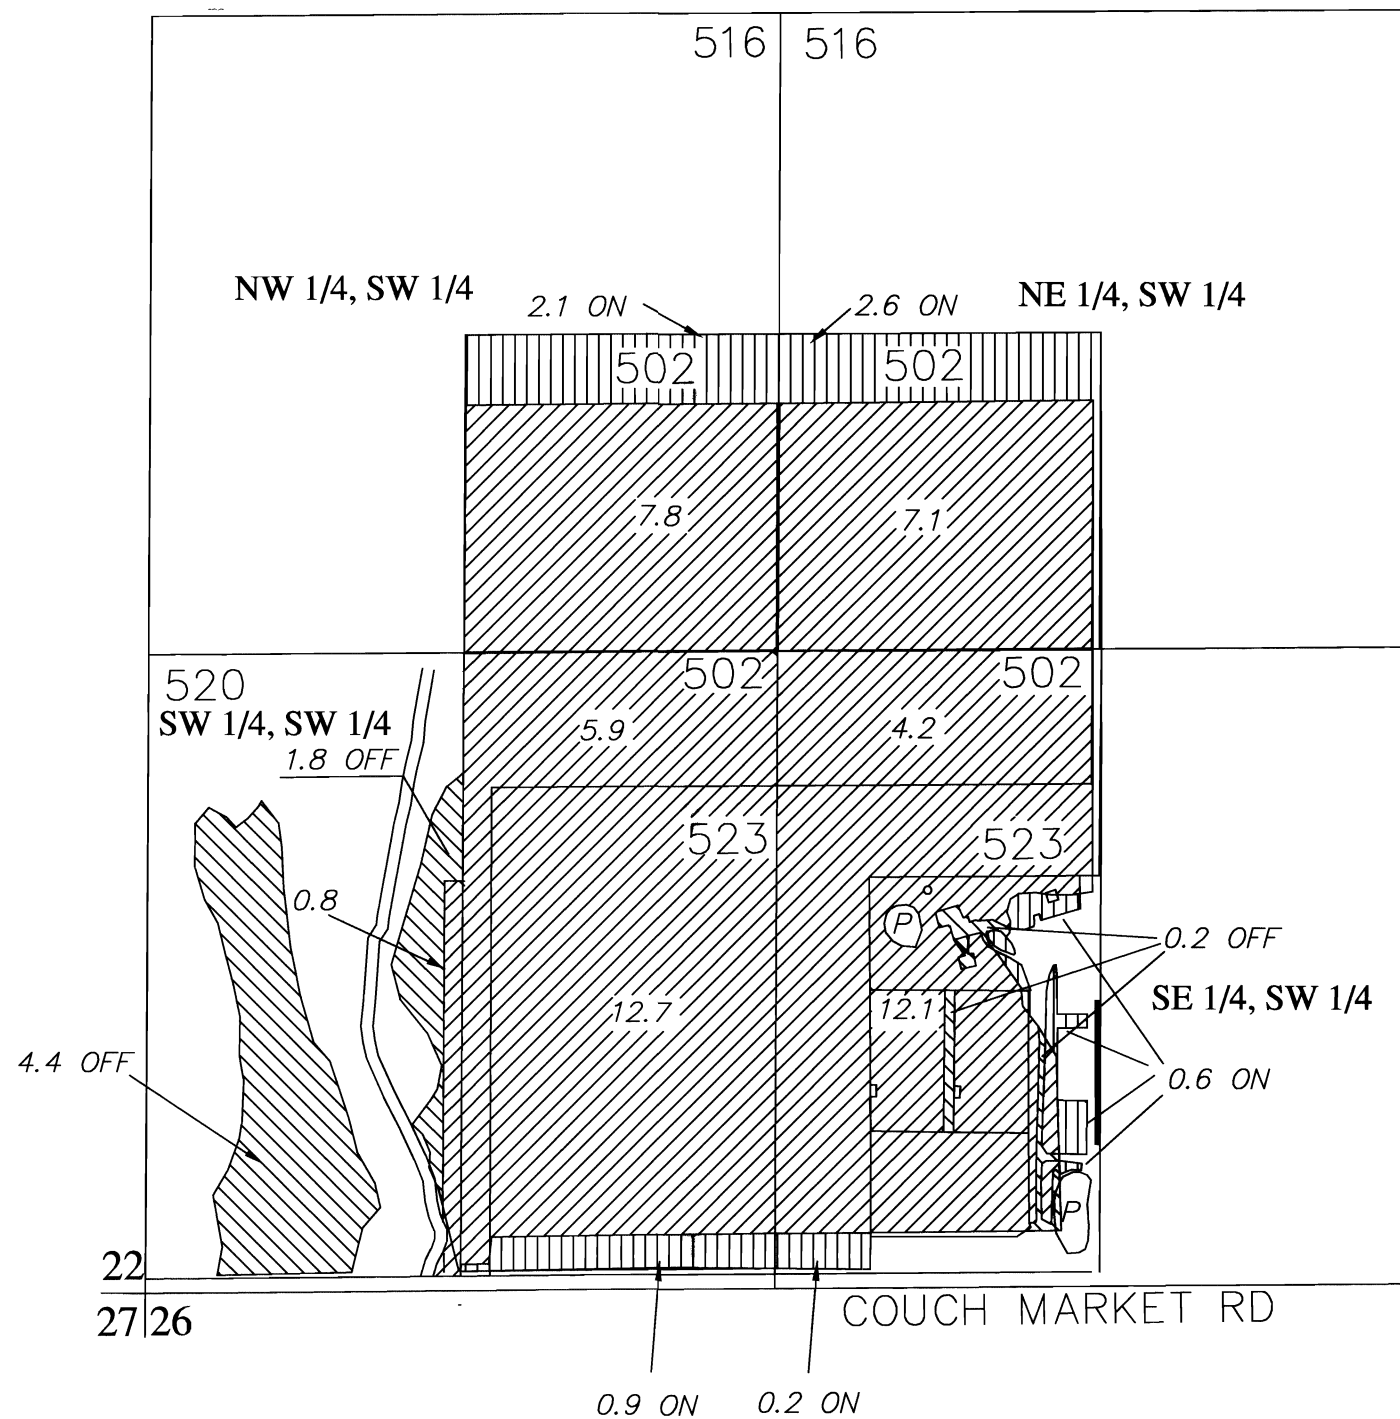 516 516
NW 1/4, SW 1/4
2.1 ON
2.6 ON
NE 1/4, SW 1/4
502
502
7.8
7.1
520
502
502
SW 1/4, SW 1/4
5.9
4.2
1.8 OFF
523
523
0.8
P
0.2 OFF
12.7
12.1
SE 1/4, SW 1/4
4.4 OFF
0.6 ON
P
22
27 26
COUCH MARKET RD
0.9 ON
0.2 ON